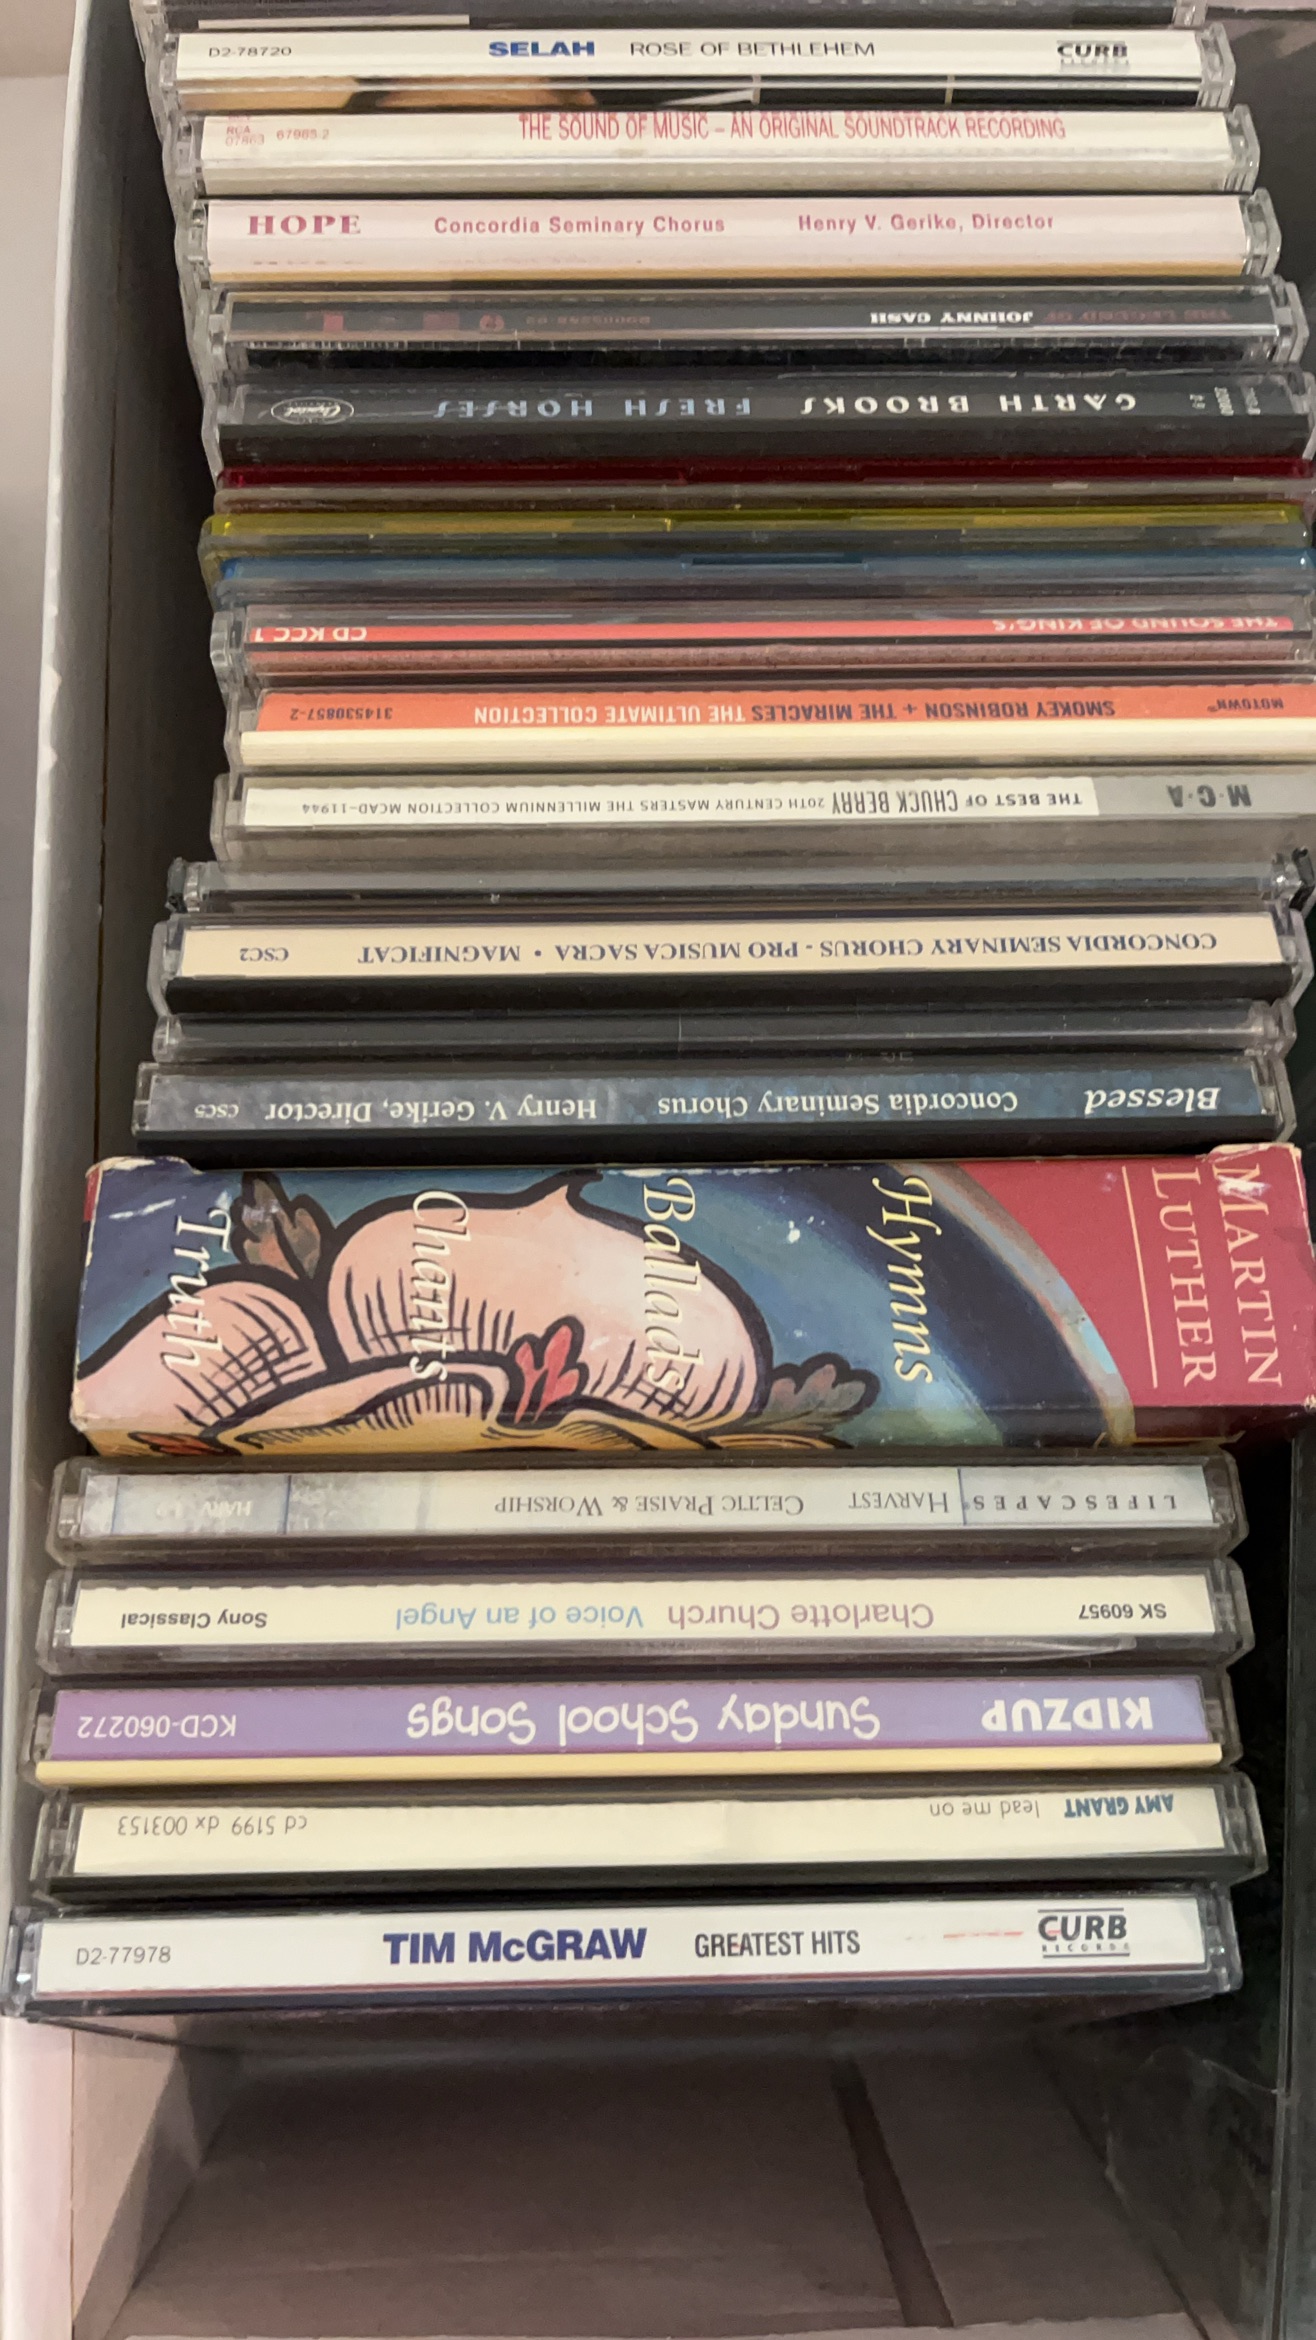 D2-78720 SELAH ROSE OF BETHLEHEM CURB
RCA 07863 67965-2 THE SOUND OF MUSIC – AN ORIGINAL SOUNDTRACK RECORDING
HOPE Concordia Seminary Chorus Henry V. Gerike, Director
THE LEGEND OF JOHNNY CASH
GARTH BROOKS FRESH HORSES Capitol
THE SOUND OF KING'S CD KCC 1
MOTOWN SMOKEY ROBINSON + THE MIRACLES THE ULTIMATE COLLECTION 314530857-2
M·C·A THE BEST OF CHUCK BERRY 20TH CENTURY MASTERS THE MILLENNIUM COLLECTION MCAD-11944
CONCORDIA SEMINARY CHORUS - PRO MUSICA SACRA • MAGNIFICAT CSC2
Blessed Concordia Seminary Chorus Henry V. Gerike, Director CSC5
MARTIN
LUTHER
Hymns
Ballads
Chants
Truth
LIFESCAPES® HARVEST CELTIC PRAISE & WORSHIP
SK 60957 Charlotte Church Voice of an Angel Sony Classical
KIDZUP Sunday School Songs KCD-060272
AMY GRANT lead me on cd 5199 dx 003153
D2-77978 TIM McGRAW GREATEST HITS CURB
RECORDS